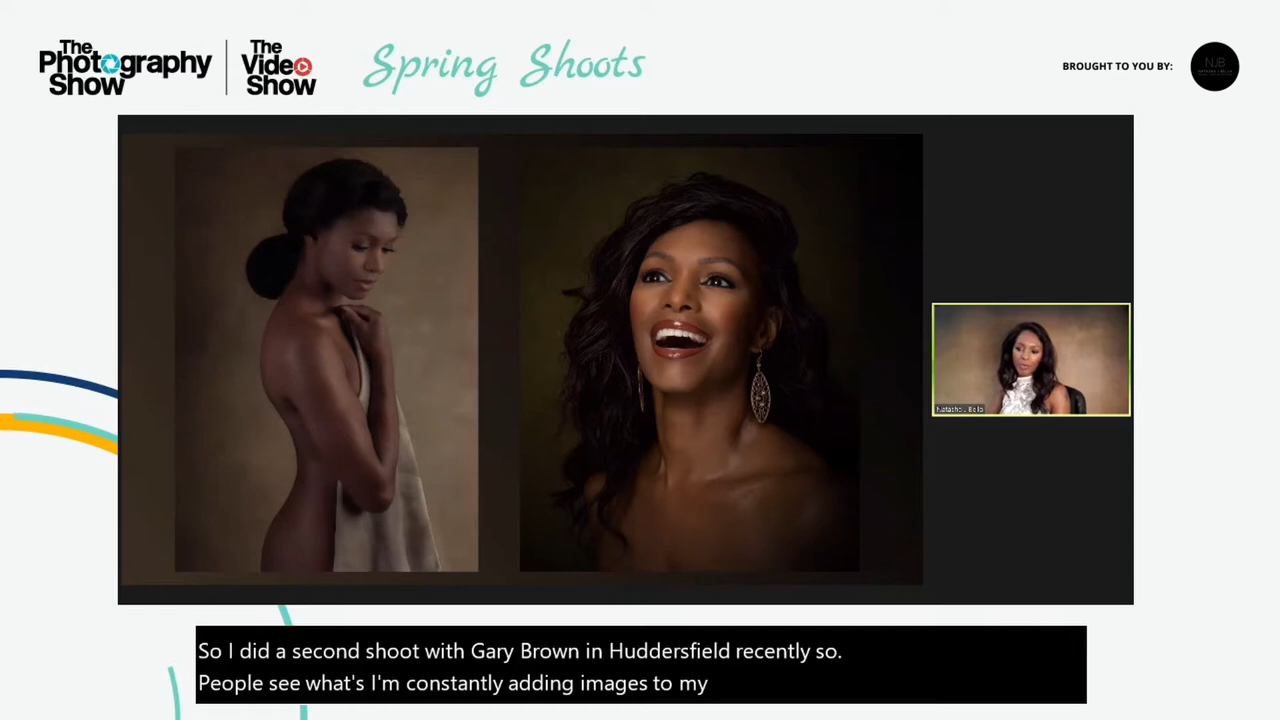 The
Photography
Show
The
Video
Show
Spring Shoots
BROUGHT TO YOU BY:
NJB
So I did a second shoot with Gary Brown in Huddersfield recently so.
People see what's I'm constantly adding images to my